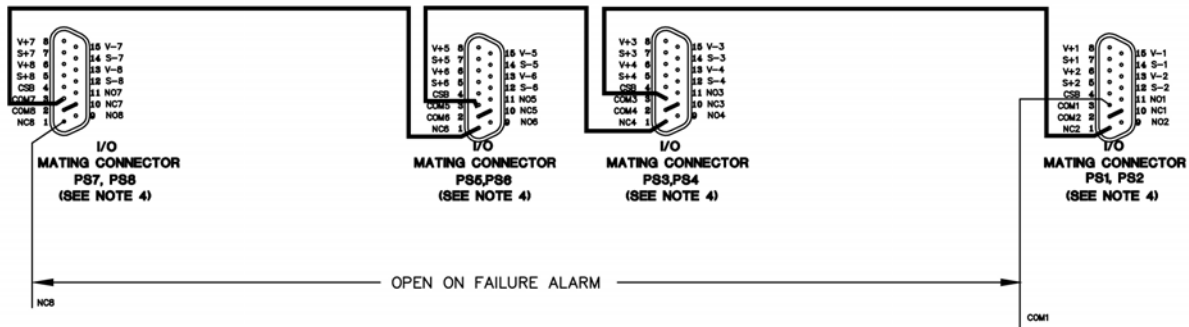 V+7 8
S+7 7
V+8 6
S+8 5
CSB 4
COM7 3
COM8 2
NC8 1
15 V-7
14 S-7
13 V-8
12 S-8
11 NO7
10 NC7
9 NO8
I/O
MATING CONNECTOR
PS7, PS8
(SEE NOTE 4)
V+5 8
S+5 7
V+6 6
S+6 5
CSB 4
COM5 3
COM6 2
NC6 1
15 V-5
14 S-5
13 V-6
12 S-6
11 NO5
10 NC5
9 NO6
I/O
MATING CONNECTOR
PS5,PS6
(SEE NOTE 4)
V+3 8
S+3 7
V+4 6
S+4 5
CSB 4
COM3 3
COM4 2
NC4 1
15 V-3
14 S-3
13 V-4
12 S-4
11 NO3
10 NC3
9 NO4
I/O
MATING CONNECTOR
PS3,PS4
(SEE NOTE 4)
V+1 8
S+1 7
V+2 6
S+2 5
CSB 4
COM1 3
COM2 2
NC2 1
15 V-1
14 S-1
13 V-2
12 S-2
11 NO1
10 NC1
9 NO2
I/O
MATING CONNECTOR
PS1, PS2
(SEE NOTE 4)
OPEN ON FAILURE ALARM
NC8
COM1